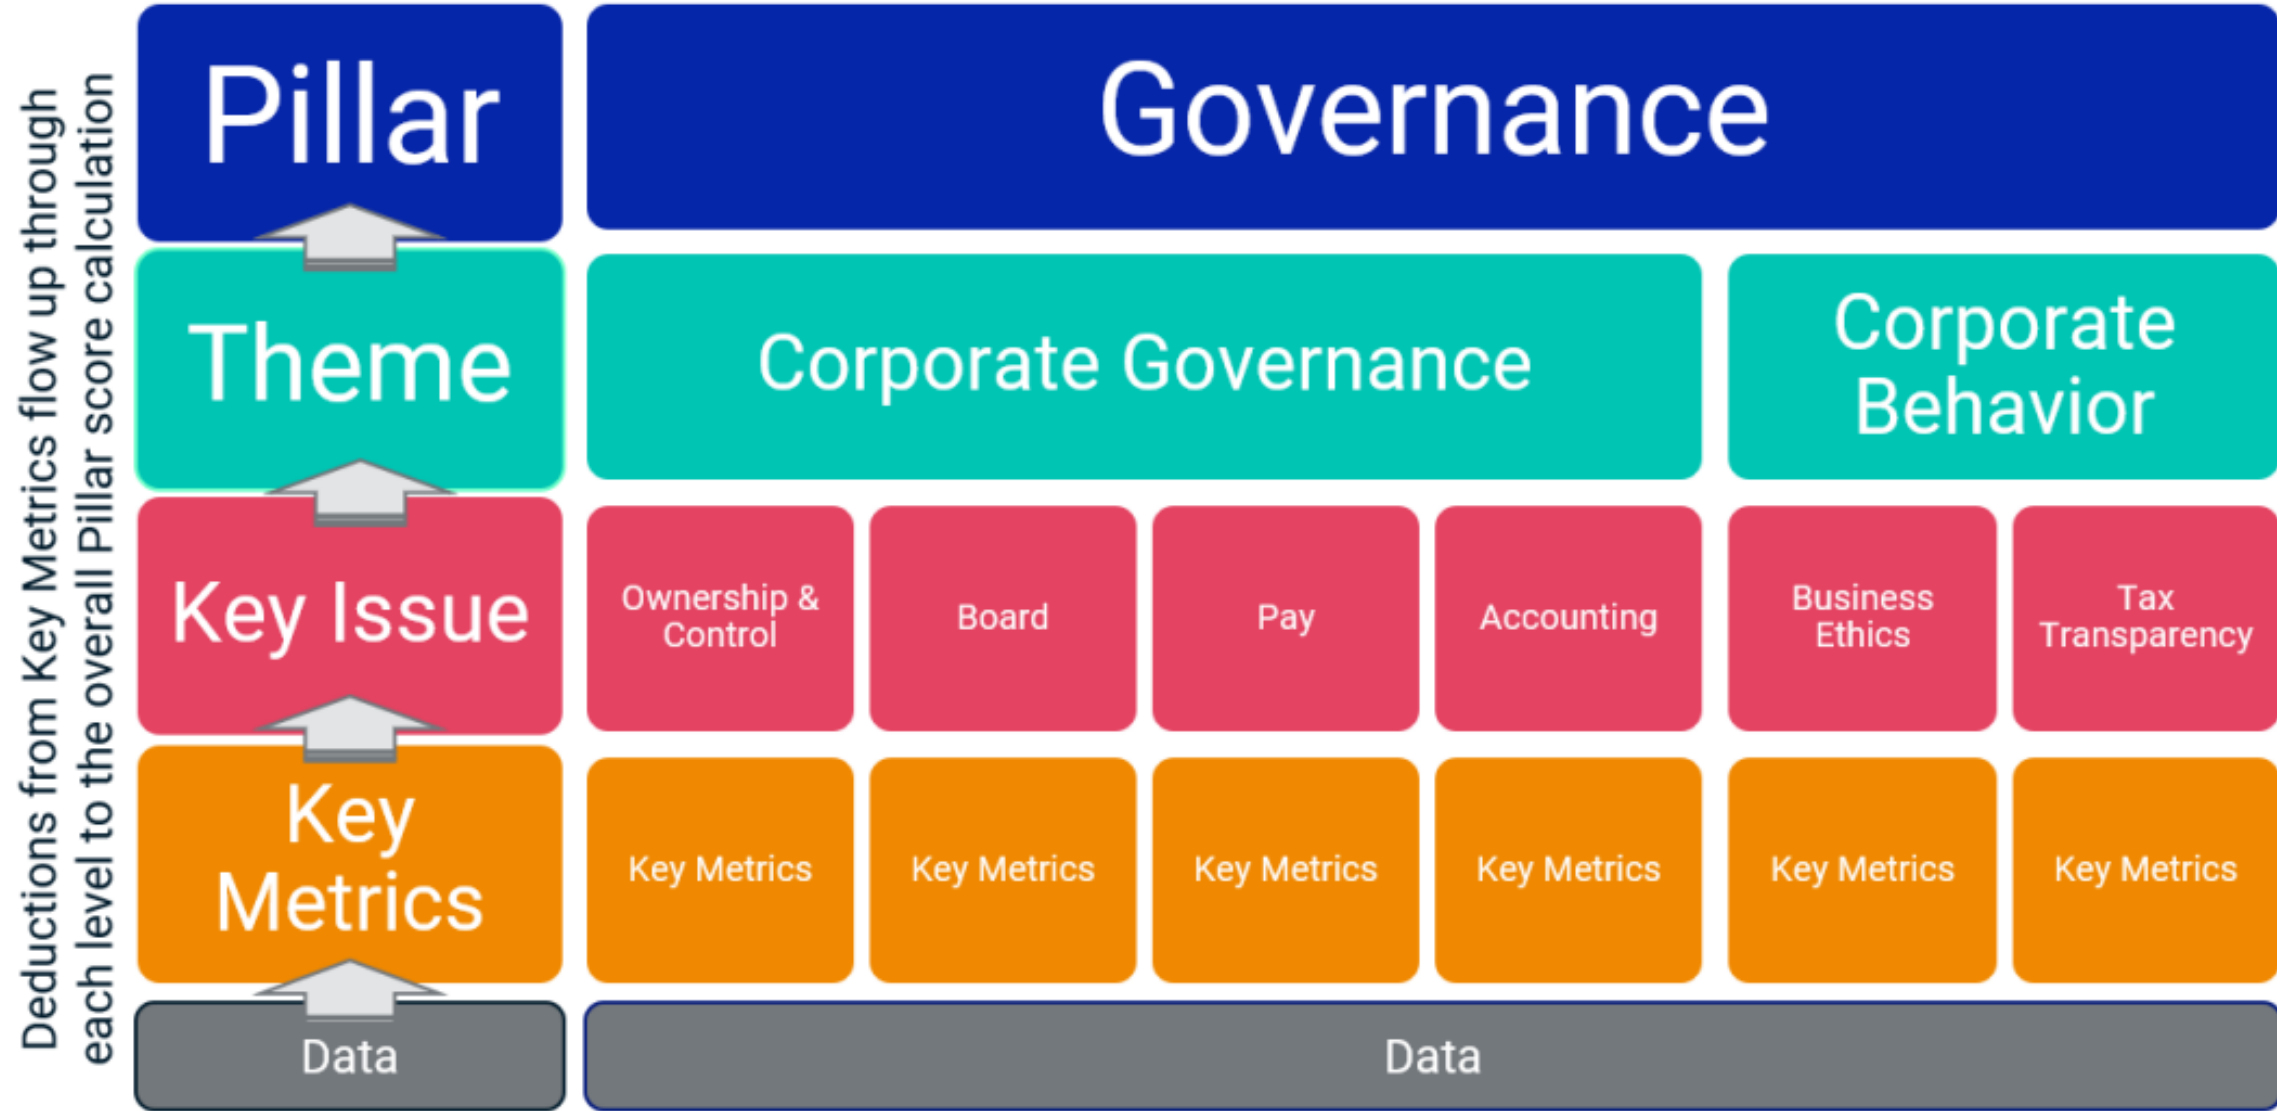 Deductions from Key Metrics flow up through
each level to the overall Pillar score calculation
Pillar
Governance
Theme
Corporate Governance
Corporate
Behavior
Key Issue
Ownership &
Control
Board
Pay
Accounting
Business
Ethics
Tax
Transparency
Key
Metrics
Key Metrics
Key Metrics
Key Metrics
Key Metrics
Key Metrics
Key Metrics
Data
Data